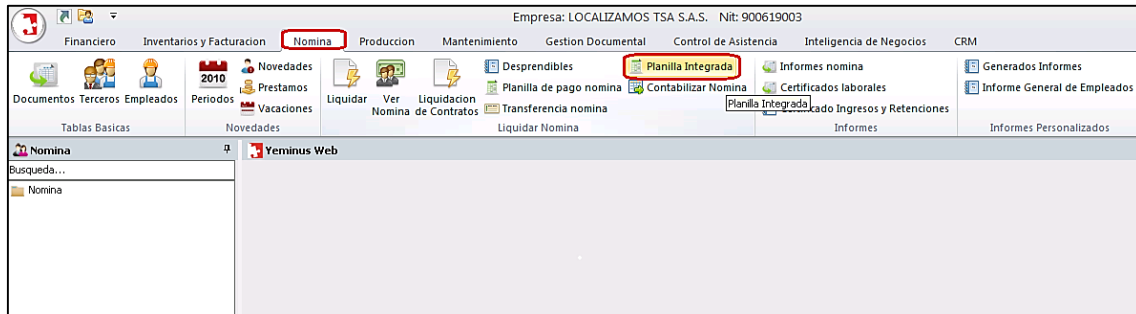 Empresa: LOCALIZAMOS TSA S.A.S. Nit: 900619003
Financiero Inventarios y Facturacion Nomina Produccion Mantenimiento Gestion Documental Control de Asistencia Inteligencia de Negocios CRM
Documentos Terceros Empleados
Tablas Basicas
2010
Periodos
Novedades
Prestamos
Vacaciones
Novedades
Liquidar
Ver Nomina
Liquidacion de Contratos
Desprendibles
Planilla de pago nomina
Transferencia nomina
Planilla Integrada
Contabilizar Nomina
Planilla Integrada
Liquidar Nomina
Informes nomina
Certificados laborales
Ingresos y Retenciones
Informes
Generados Informes
Informe General de Empleados
Informes Personalizados
Nomina
Busqueda...
Nomina
Yeminus Web